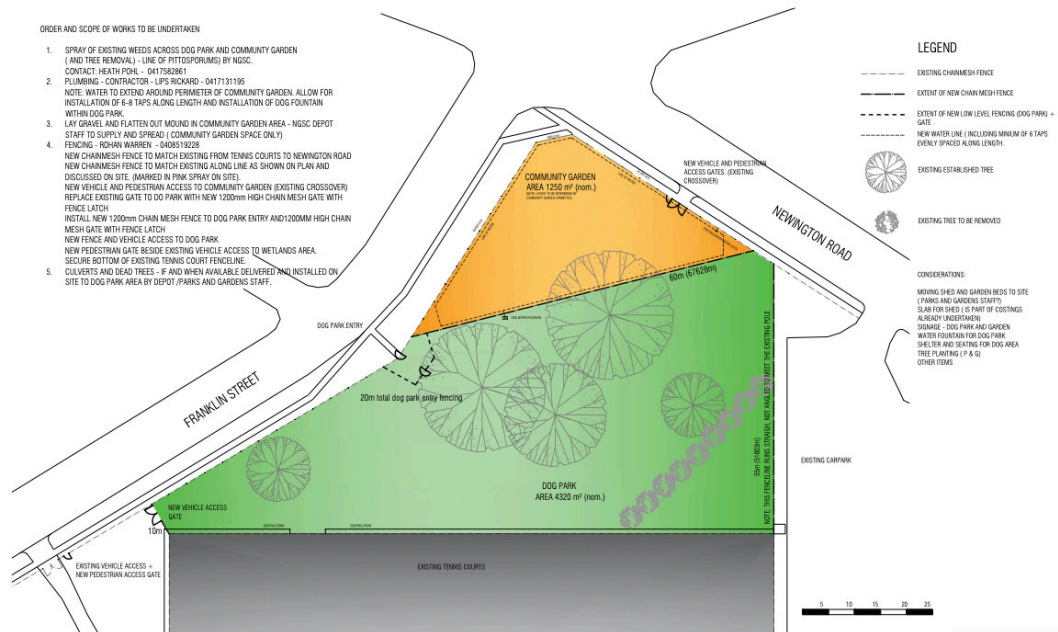 ORDER AND SCOPE OF WORKS TO BE UNDERTAKEN
1. SPRAY OF EXISTING WEEDS ACROSS DOG PARK AND COMMUNTY GARDEN
( AND TREE REMOVAL) - LINE OF PITTOSPORUMS) BY NGSC.
CONTACT: HEATH POHL - 0417582861
2. PLUMBING - CONTRACTOR - LIPS RICKARD - 0417131195
NOTE: WATER TO EXTEND AROUND PERIMETER OF COMMUNITY GARDEN. ALLOW FOR
INSTALLATION OF 6-8 TAPS ALONG LENGTH AND INSTALLATION OF DOG FOUNTAIN
WITHIN DOG PARK.
3. LAY GRAVEL AND FLATTEN OUT MOUND IN COMMUNITY GARDEN AREA - NGSC DEPOT
STAFF TO SUPPLY AND SPREAD ( COMMUNITY GARDEN SPACE ONLY)
4. FENCING - ROHAN WARREN - 0408519228
NEW CHAINMESH FENCE TO MATCH EXISTING FROM TENNIS COURTS TO NEWINGTON ROAD
NEW CHAINMESH FENCE TO MATCH EXISTING ALONG LINE AS SHOWN ON PLAN AND
DISCUSSED ON SITE. (MARKED IN PINK SPRAY ON SITE).
NEW VEHICLE AND PEDESTRIAN ACCESS TO COMMUNITY GARDEN (EXISTING CROSSOVER)
REPLACE EXISTING GATE TO DO PARK WITH NEW 1200mm HIGH CHAIN MESH GATE WITH
FENCE LATCH
INSTALL NEW 1200mm CHAIN MESH FENCE TO DOG PARK ENTRY AND1200MM HIGH CHAIN
MESH GATE WITH FENCE LATCH
NEW FENCE AND VEHICLE ACCESS TO DOG PARK
NEW PEDESTRIAN GATE BESIDE EXISTING VEHICLE ACCESS TO WETLANDS AREA.
SECURE BOTTOM OF EXISTING TENNIS COURT FENCELINE.
5. CULVERTS AND DEAD TREES - IF AND WHEN AVAILABLE DELIVERED AND INSTALLED ON
SITE TO DOG PARK AREA BY DEPOT /PARKS AND GARDENS STAFF.
LEGEND
EXISTING CHAINMESH FENCE
EXTENT OF NEW CHAIN MESH FENCE
EXTENT OF NEW LOW LEVEL FENCING (DOG PARK) +
GATE
NEW WATER LINE ( INCLUDING MINIUM OF 6 TAPS
EVENLY SPACED ALONG LENGTH.
EXISTING ESTABLISHED TREE
EXISTING TREE TO BE REMOVED
CONSIDERATIONS:
MOVING SHED AND GARDEN BEDS TO SITE
( PARKS AND GARDENS STAFF?)
SLAB FOR SHED ( IS PART OF COSTINGS
ALREADY UNDERTAKEN)
SIGNAGE - DOG PARK AND GARDEN
WATER FOUNTAIN FOR DOG PARK
SHELTER AND SEATING FOR DOG AREA
TREE PLANTING ( P & G)
OTHER ITEMS
NEW VEHICLE AND PEDESTRIAN
ACCESS GATES. (EXISTING
CROSSOVER)
COMMUNITY GARDEN
AREA 1250 m² (nom.)
NEWINGTON ROAD
60m (67628m)
DOG PARK ENTRY
FRANKLIN STREET
20m total dog park entry fencing
55m (51803m)
NOTE: THIS FENCELINE RUNS STRAIGH, NOT ANGLED TO MEET THE EXISTING POLE
EXISTING CARPARK
DOG PARK
AREA 4320 m² (nom.)
NEW VEHICLE ACCESS
GATE
10m
EXISTING VEHICLE ACCESS +
NEW PEDESTRIAN ACCESS GATE
EXISTING TENNIS COURTS
5 10 15 20 25